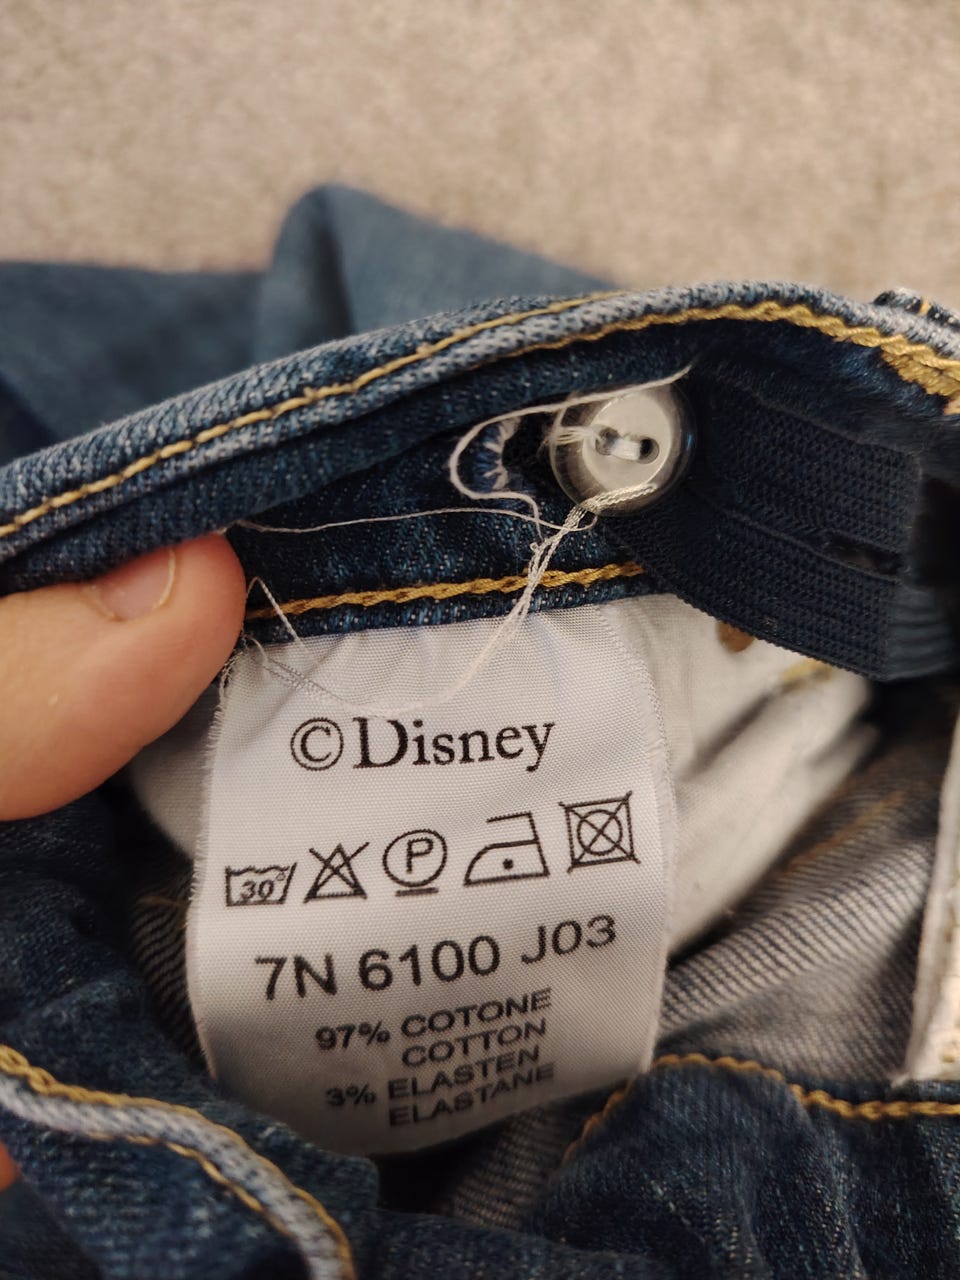 ©Disney
30°
P
7N 6100 J03
97% COTONE
COTTON
3% ELASTEN
ELASTANE